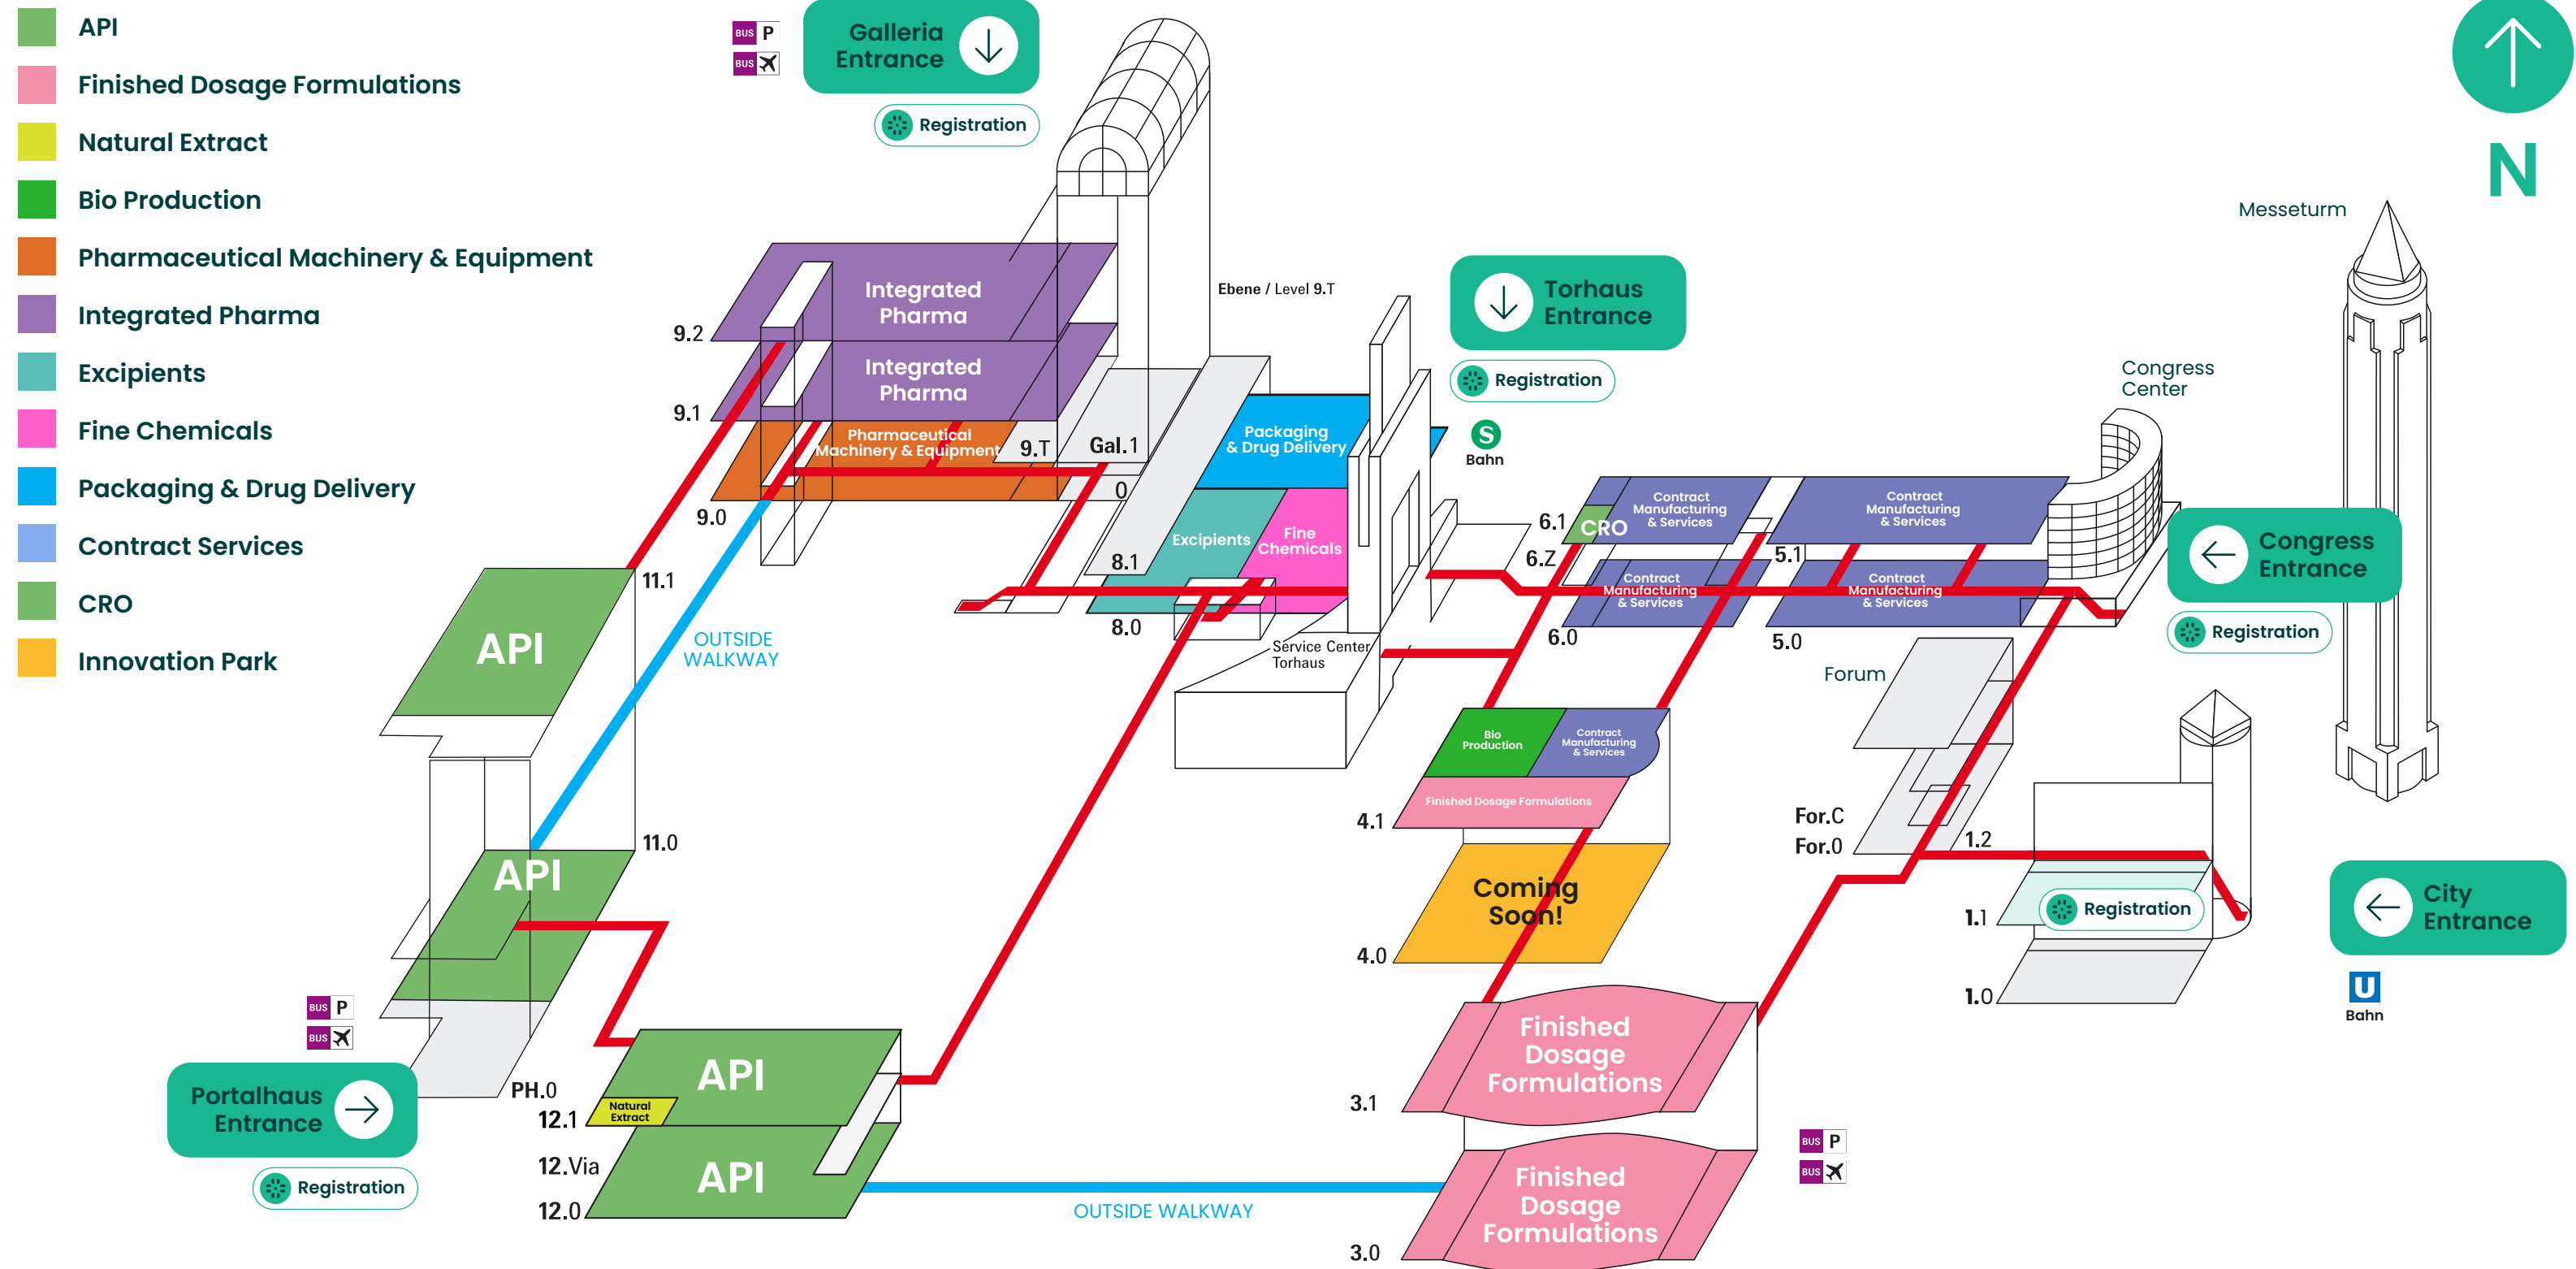 API
Finished Dosage Formulations
Natural Extract
Bio Production
Pharmaceutical Machinery & Equipment
Integrated Pharma
Excipients
Fine Chemicals
Packaging & Drug Delivery
Contract Services
CRO
Innovation Park
BUS P
BUS
Galleria
Entrance
Registration
N
Messeturm
Ebene / Level 9.T
Torhaus
Entrance
Registration
S
Bahn
Congress
Center
Integrated
Pharma
9.2
Integrated
Pharma
9.1
Pharmaceutical
Machinery & Equipment
9.T
Gal.1
0
9.0
Packaging
& Drug Delivery
Excipients
Fine
Chemicals
8.1
8.0
Service Center
Torhaus
6.1
CRO
Contract
Manufacturing
& Services
Contract
Manufacturing
& Services
6.Z
5.1
Contract
Manufacturing
& Services
Contract
Manufacturing
& Services
6.0
5.0
Congress
Entrance
Registration
11.1
API
OUTSIDE
WALKWAY
Forum
Bio
Production
Contract
Manufacturing
& Services
Finished Dosage Formulations
4.1
For.C
For.0
1.2
11.0
API
Coming
Soon!
4.0
1.1
Registration
1.0
City
Entrance
U
Bahn
BUS P
BUS
Portalhaus
Entrance
Registration
PH.0
API
Natural
Extract
12.1
API
12.Via
12.0
OUTSIDE WALKWAY
Finished
Dosage
Formulations
3.1
Finished
Dosage
Formulations
3.0
BUS P
BUS